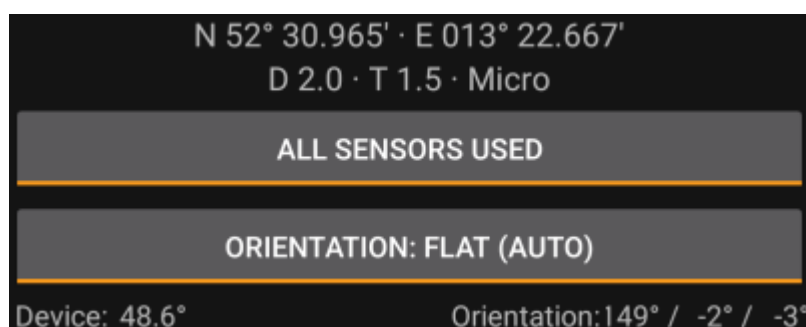 N 52° 30.965' · E 013° 22.667'
D 2.0 · T 1.5 · Micro
ALL SENSORS USED
ORIENTATION: FLAT (AUTO)
Device: 48.6° Orientation:149° / -2° / -3°